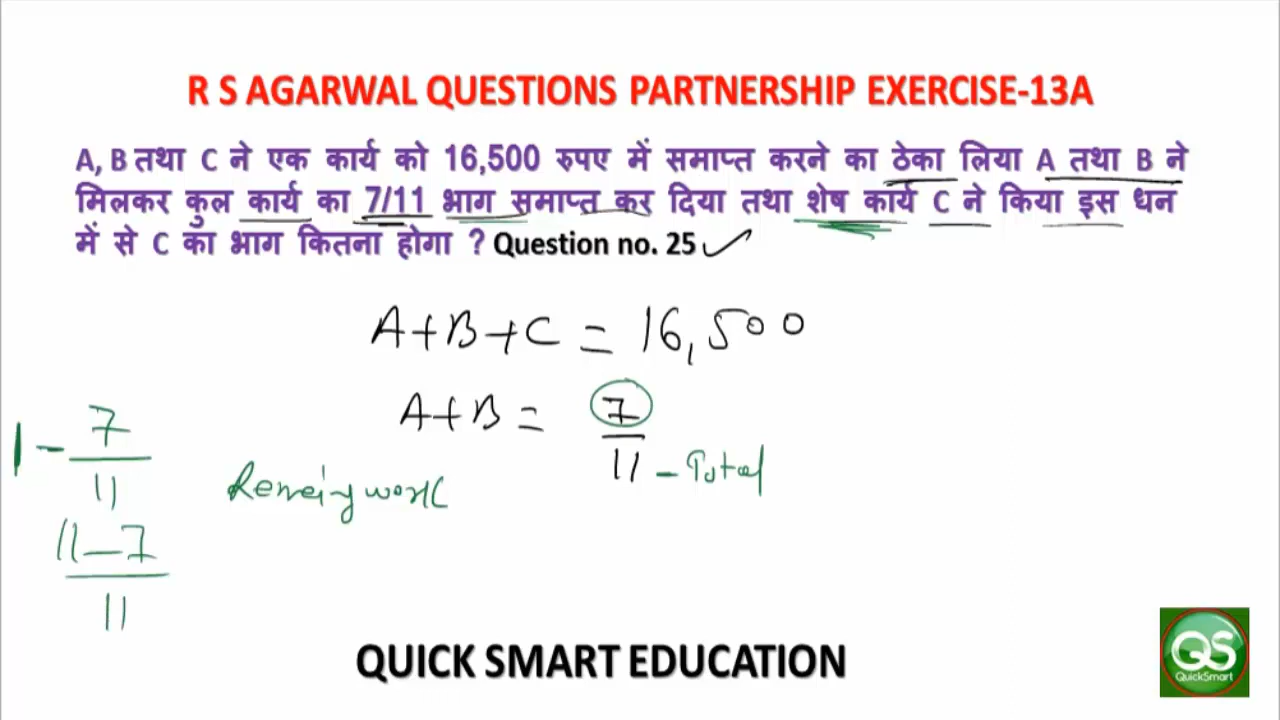 R S AGARWAL QUESTIONS PARTNERSHIP EXERCISE-13A
A, B तथा C ने एक कार्य को 16,500 रुपए में समाप्त करने का ठेका लिया A तथा B ने
मिलकर कुल कार्य का 7/11 भाग समाप्त कर दिया तथा शेष कार्य C ने किया इस धन
में से C का भाग कितना होगा ? Question no. 25
A+B+C = 16,500
A+B = 7/11 - Total
1 - 7/11
work
11-7/11
QUICK SMART EDUCATION
QS
QuickSmart